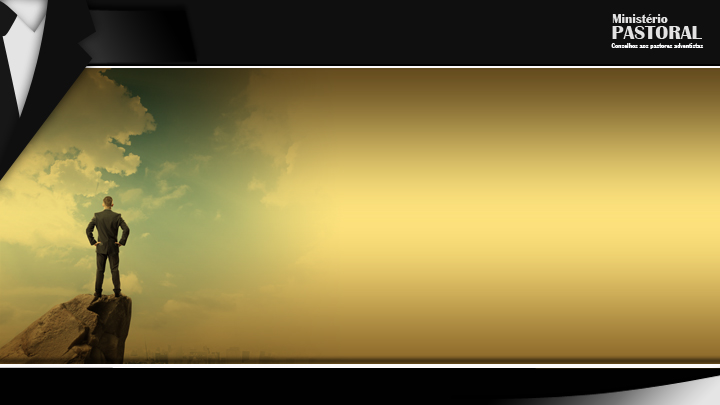 Ministério
PASTORAL
Conselhos aos pastores adventistas